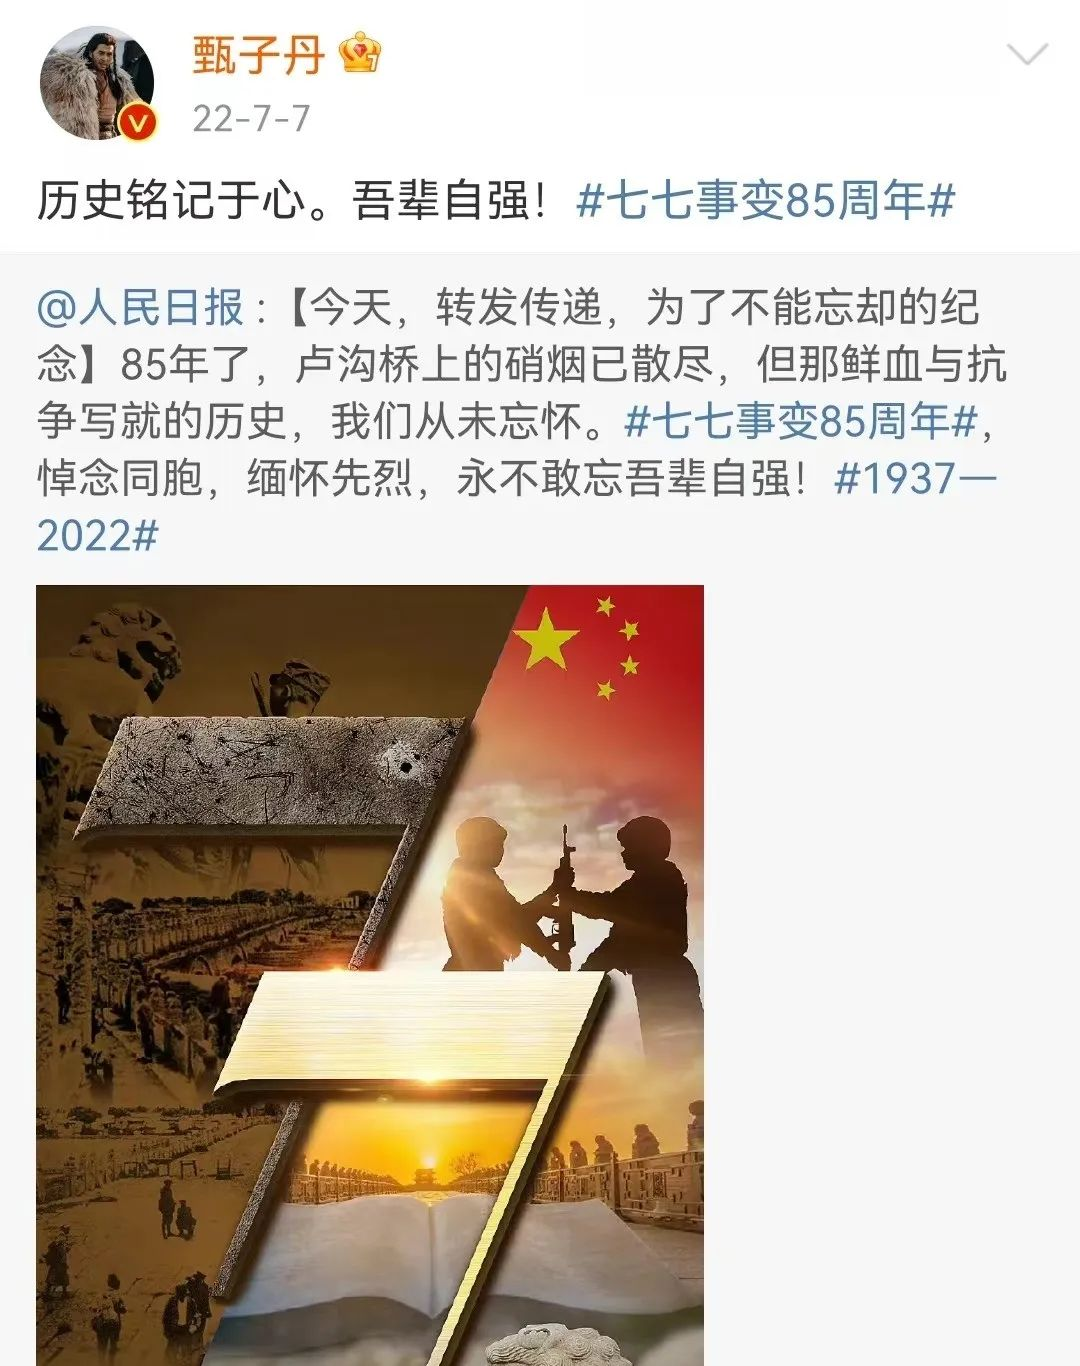 甄子丹
22-7-7
历史铭记于心。吾辈自强！#七七事变85周年#
@人民日报:【今天，转发传递，为了不能忘却的纪
念】85年了，卢沟桥上的硝烟已散尽，但那鲜血与抗
争写就的历史，我们从未忘怀。#七七事变85周年#，
悼念同胞，缅怀先烈，永不敢忘吾辈自强！#1937—
2022#